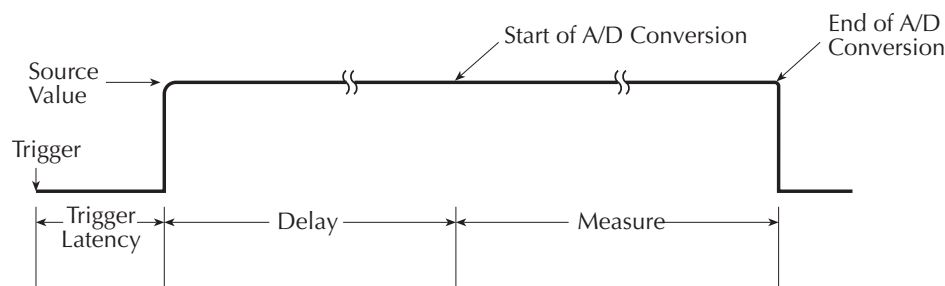 Start of A/D Conversion
End of A/D
Conversion
Source
Value
Trigger
Trigger
Latency
Delay
Measure